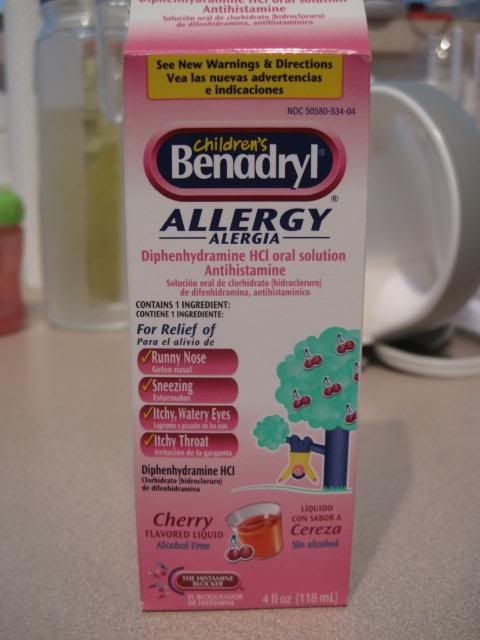 Diphenhydramine HCl oral solution
Antihistamine
Solución oral de clorhidrato (hidrocloruro)
de difenhidramina, antihistamínico
See New Warnings & Directions
Vea las nuevas advertencias
e indicaciones
NDC 50580-534-04
Children's
Benadryl®
ALLERGY®
ALERGIA
Diphenhydramine HCl oral solution
Antihistamine
Solución oral de clorhidrato (hidrocloruro)
de difenhidramina, antihistamínico
CONTAINS 1 INGREDIENT:
CONTIENE 1 INGREDIENTE:
For Relief of
Para el alivio de
Runny Nose
Goteo nasal
Sneezing
Estornudos
Itchy, Watery Eyes
Lagrimeo y picazón en los ojos
Itchy Throat
Irritación de la garganta
Diphenhydramine HCl
Clorhidrato (hidrocloruro)
de difenhidramina
Cherry
FLAVORED LIQUID
Alcohol Free
LÍQUIDO
CON SABOR A
Cereza
Sin alcohol
THE HISTAMINE
BLOCKER
EL BLOQUEADOR
DE HISTAMINA
4 fl oz (118 mL)